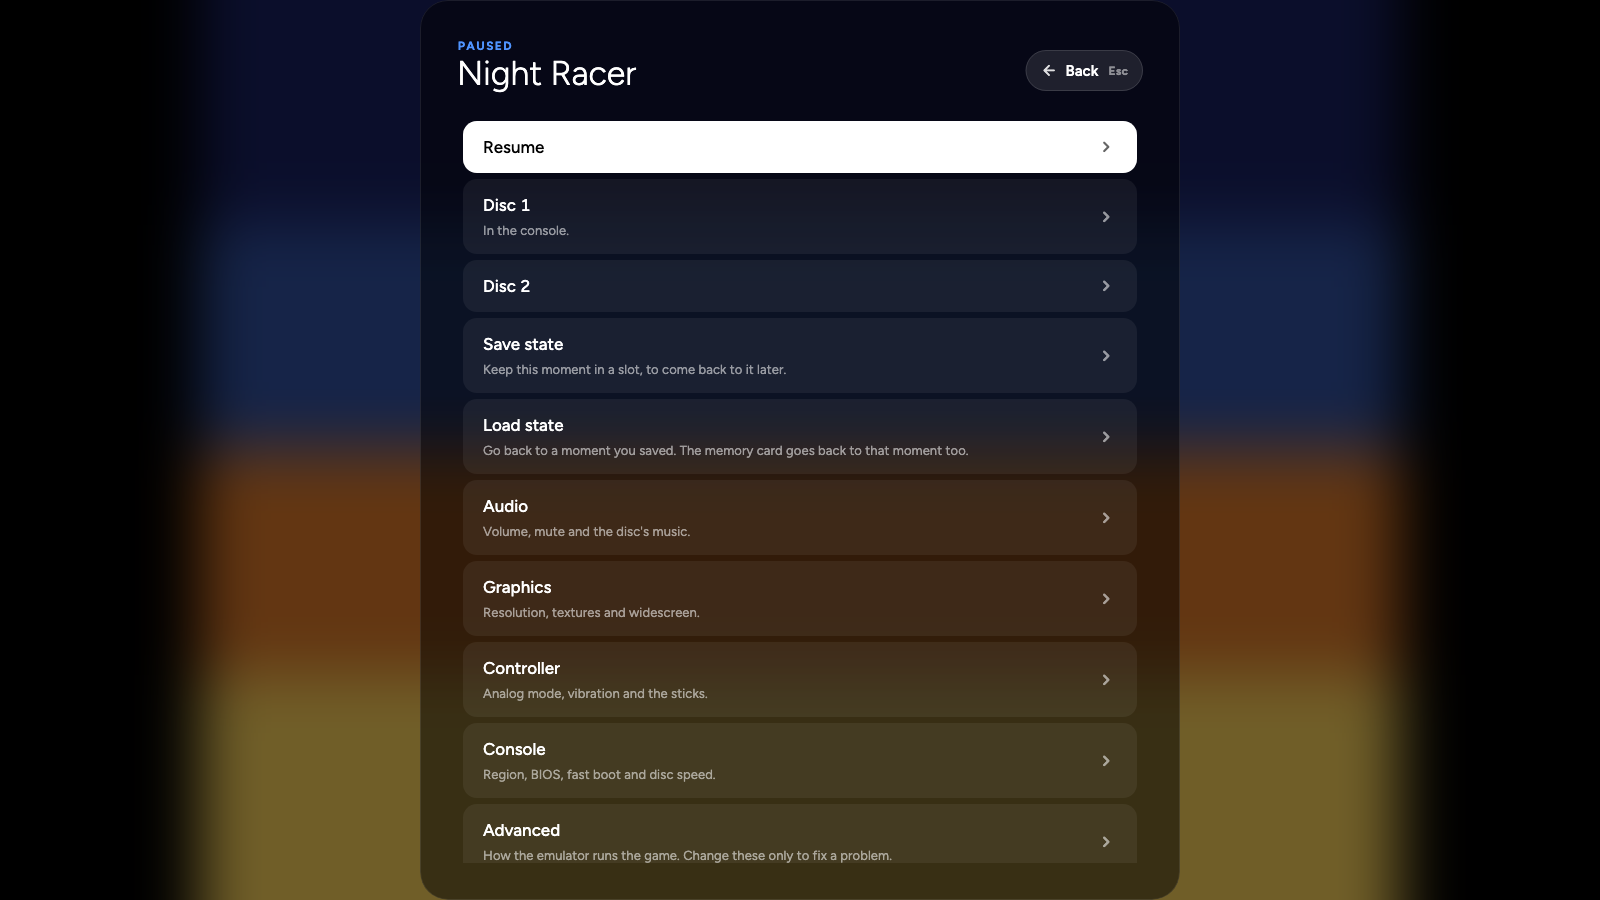 PAUSED
Night Racer
Back Esc
Resume
Disc 1
In the console.
Disc 2
Save state
Keep this moment in a slot, to come back to it later.
Load state
Go back to a moment you saved. The memory card goes back to that moment too.
Audio
Volume, mute and the disc's music.
Graphics
Resolution, textures and widescreen.
Controller
Analog mode, vibration and the sticks.
Console
Region, BIOS, fast boot and disc speed.
Advanced
How the emulator runs the game. Change these only to fix a problem.